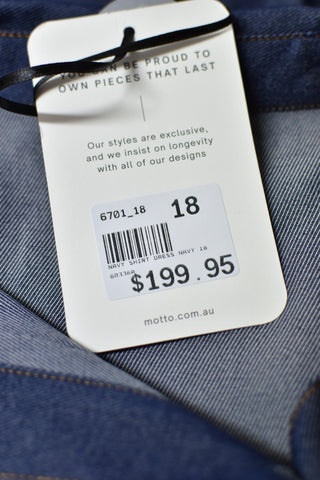 YOU CAN BE PROUD TO
OWN PIECES THAT LAST
Our styles are exclusive,
and we insist on longevity
with all of our designs
6701_18 18
NAVY SHIRT DRESS NAVY 18
603360
$199.95
motto.com.au